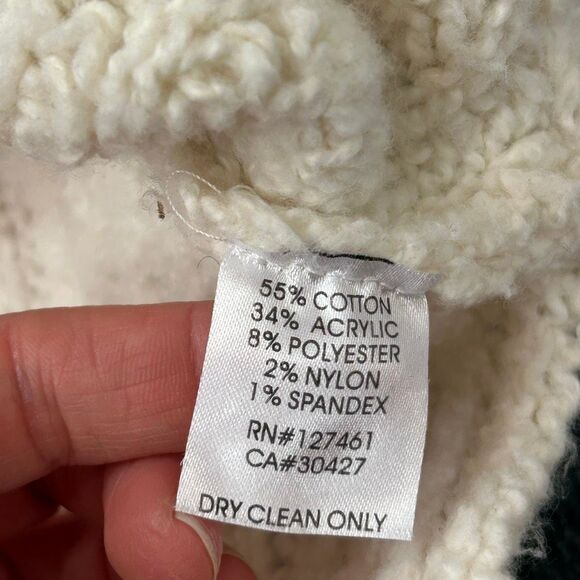 55% COTTON
34% ACRYLIC
8% POLYESTER
2% NYLON
1% SPANDEX
RN#127461
CA#30427
DRY CLEAN ONLY